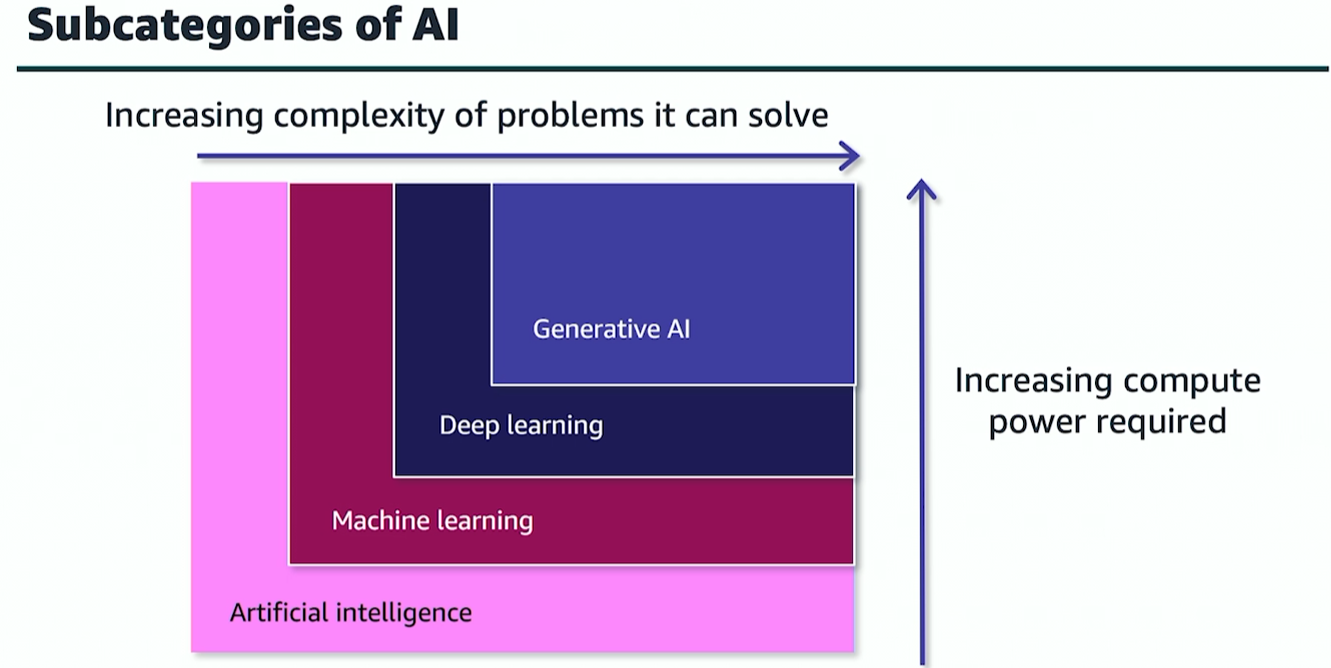 Subcategories of AI
Increasing complexity of problems it can solve
Generative AI
Increasing compute
power required
Deep learning
Machine learning
Artificial intelligence